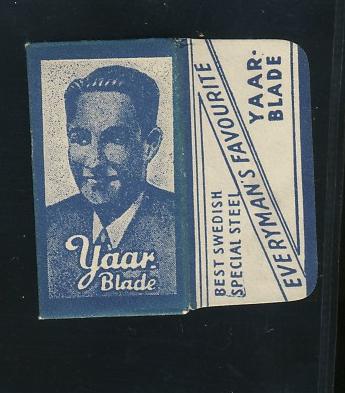 Yaar
Blade
BEST SWEDISH
SPECIAL STEEL
EVERYMAN'S FAVOURITE
YAAR-
BLADE